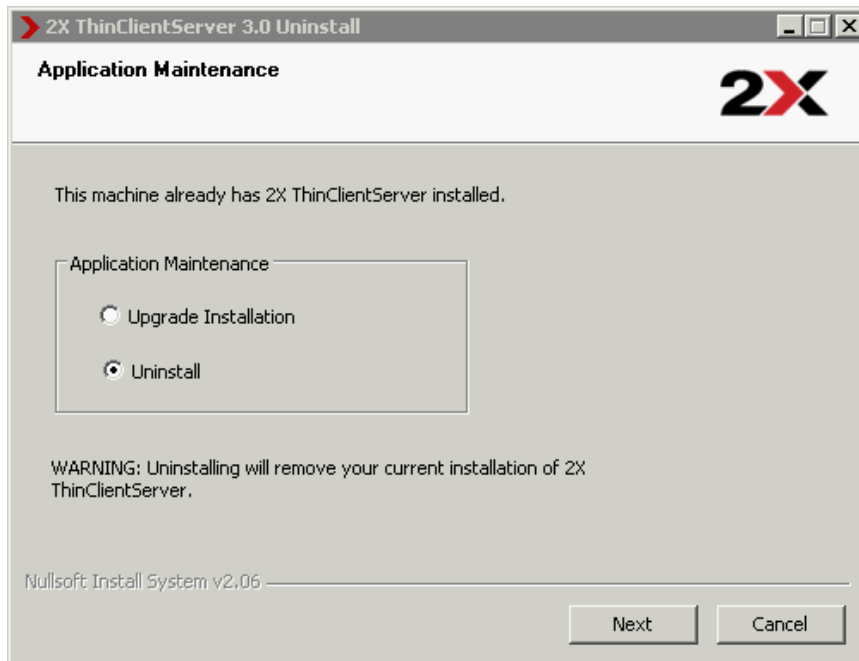 2X ThinClientServer 3.0 Uninstall
Application Maintenance
2X
This machine already has 2X ThinClientServer installed.
Application Maintenance
Upgrade Installation
Uninstall
WARNING: Uninstalling will remove your current installation of 2X
ThinClientServer.
Nullsoft Install System v2.06
Next
Cancel